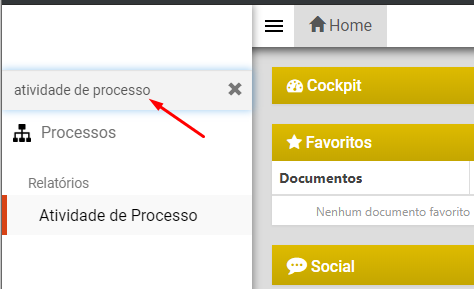 Home
atividade de processo
Processos
Relatórios
Atividade de Processo
Cockpit
Favoritos
Documentos
Nenhum documento favorito
Social